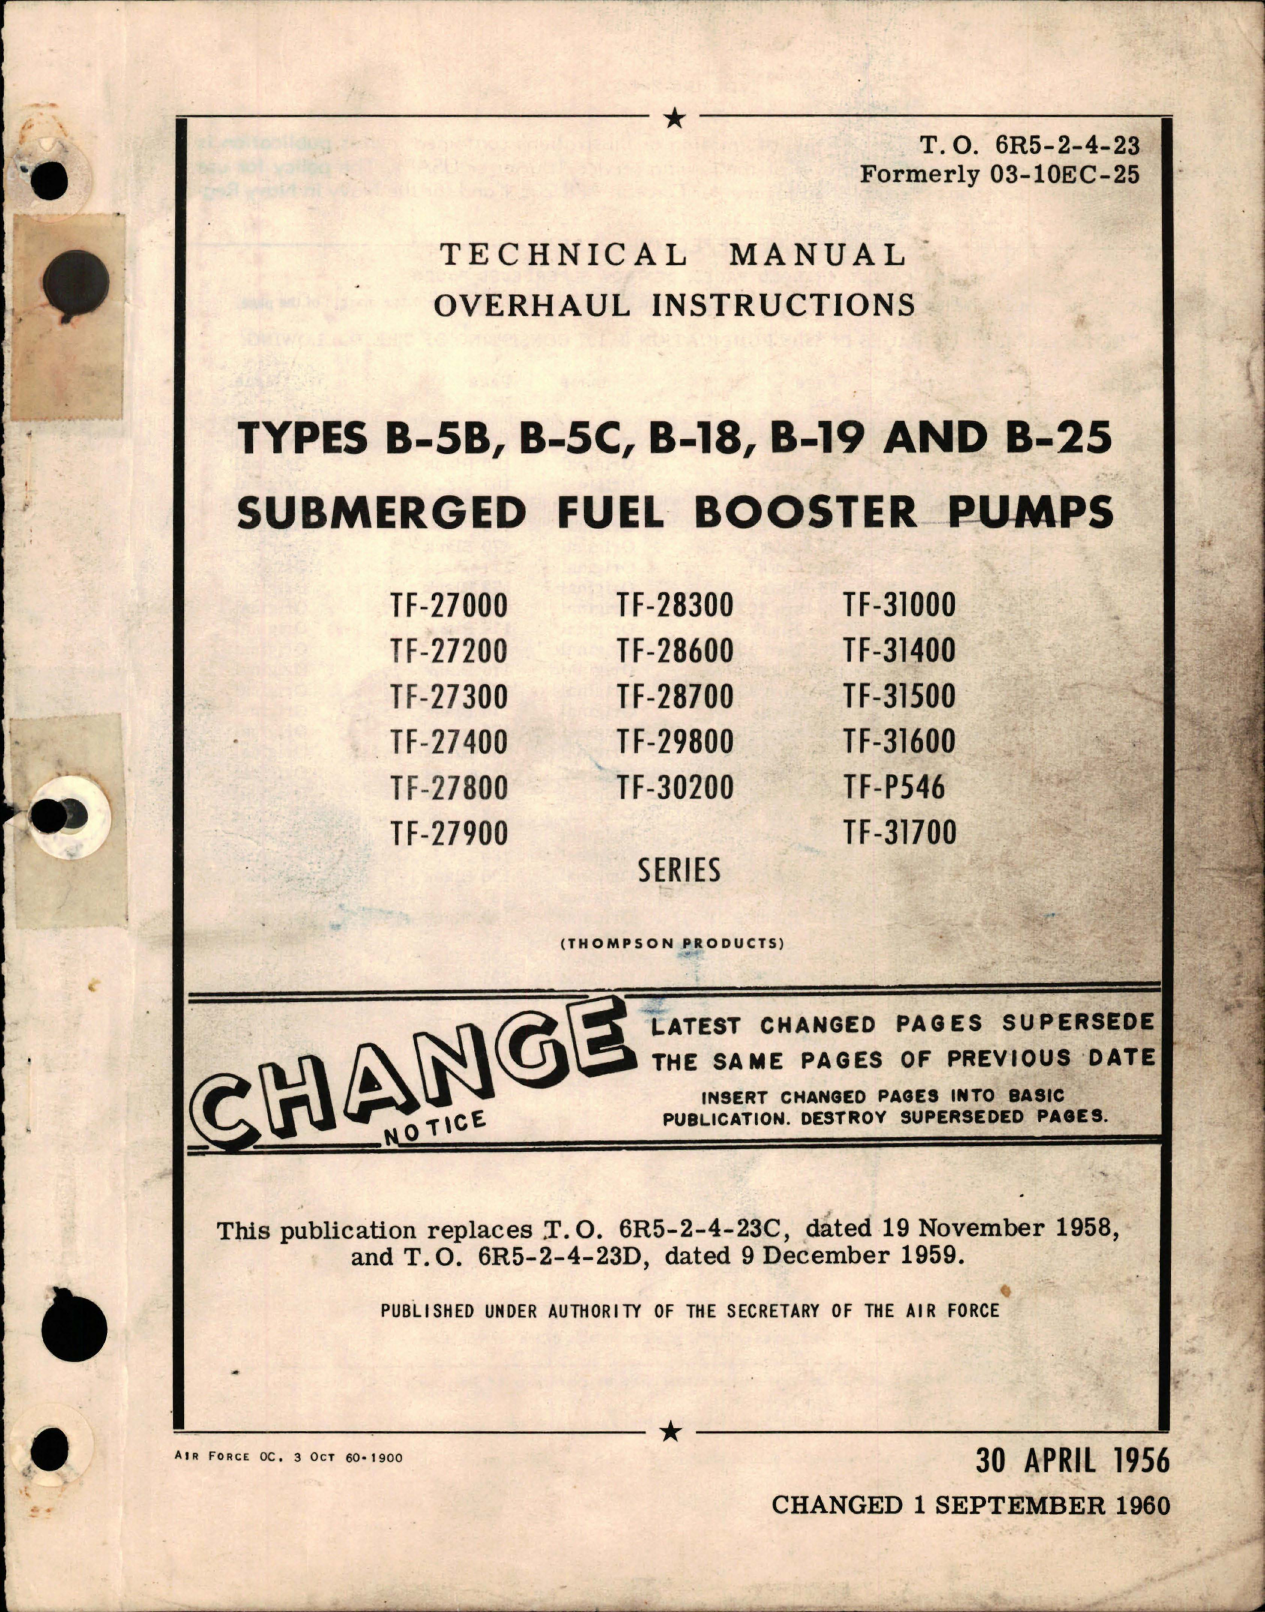 T. O. 6R5-2-4-23
Formerly 03-10EC-25
TECHNICAL MANUAL
OVERHAUL INSTRUCTIONS
TYPES B-5B, B-5C, B-18, B-19 AND B-25
SUBMERGED FUEL BOOSTER PUMPS
TF-27000 TF-28300 TF-31000
TF-27200 TF-28600 TF-31400
TF-27300 TF-28700 TF-31500
TF-27400 TF-29800 TF-31600
TF-27800 TF-30200 TF-P546
TF-27900 TF-31700
SERIES
(THOMPSON PRODUCTS)
CHANGE
NOTICE
LATEST CHANGED PAGES SUPERSEDE
THE SAME PAGES OF PREVIOUS DATE
INSERT CHANGED PAGES INTO BASIC
PUBLICATION. DESTROY SUPERSEDED PAGES.
This publication replaces T. O. 6R5-2-4-23C, dated 19 November 1958,
and T. O. 6R5-2-4-23D, dated 9 December 1959.
PUBLISHED UNDER AUTHORITY OF THE SECRETARY OF THE AIR FORCE
AIR FORCE OC, 3 OCT 60-1900
30 APRIL 1956
CHANGED 1 SEPTEMBER 1960